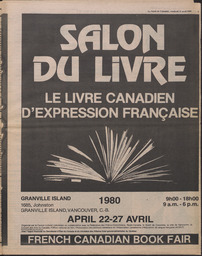 SALON
DU LIVRE
LE LIVRE CANADIEN
D'EXPRESSION FRANÇAISE
GRANVILLE ISLAND
1980
9h00 - 18h00
1695, Johnston
9 a.m. - 6 p.m.
GRANVILLE ISLAND, VANCOUVER, C.-B.
APRIL 22-27 AVRIL
FRENCH CANADIAN BOOK FAIR